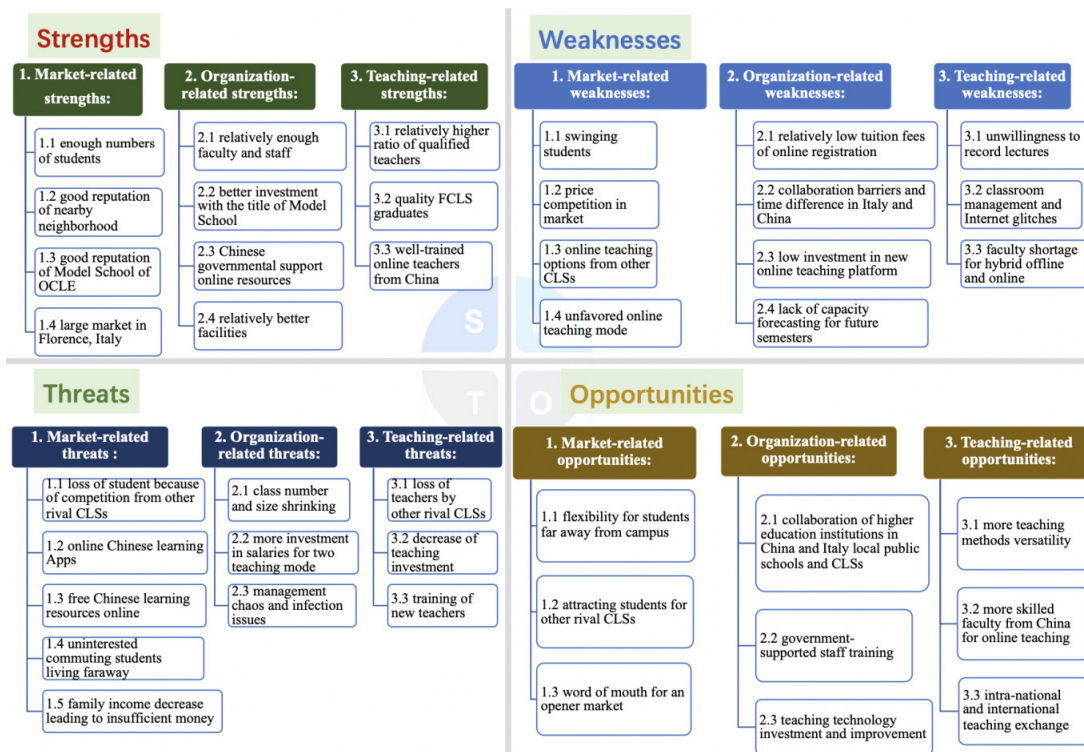 Strengths
1. Market-related
strengths:
1.1 enough numbers
of students
1.2 good reputation
of nearby
neighborhood
1.3 good reputation
of Model School of
OCLE
1.4 large market in
Florence, Italy
2. Organization-
related strengths:
2.1 relatively enough
faculty and staff
2.2 better investment
with the title of Model
School
2.3 Chinese
governmental support
online resources
2.4 relatively better
facilities
3. Teaching-related
strengths:
3.1 relatively higher
ratio of qualified
teachers
3.2 quality FCLS
graduates
3.3 well-trained
online teachers
from China
Weaknesses
1. Market-related
weaknesses:
1.1 swinging
students
1.2 price
competition in
market
1.3 online teaching
options from other
CLSs
1.4 unfavored online
teaching mode
2. Organization-related
weaknesses:
2.1 relatively low tuition fees
of online registration
2.2 collaboration barriers and
time difference in Italy and
China
2.3 low investment in new
online teaching platform
2.4 lack of capacity
forecasting for future
semesters
3. Teaching-related
weaknesses:
3.1 unwillingness to
record lectures
3.2 classroom
management and
Internet glitches
3.3 faculty shortage
for hybrid offline
and online
S
T
O
Threats
1. Market-related
threats :
1.1 loss of student because
of competition from other
rival CLSs
1.2 online Chinese learning
Apps
1.3 free Chinese learning
resources online
1.4 uninterested
commuting students
living faraway
1.5 family income decrease
leading to insufficient money
2. Organization-
related threats:
2.1 class number
and size shrinking
2.2 more investment
in salaries for two
teaching mode
2.3 management
chaos and infection
issues
3. Teaching-related
threats:
3.1 loss of
teachers by
other rival CLSs
3.2 decrease of
teaching
investment
3.3 training of
new teachers
Opportunities
1. Market-related
opportunities:
1.1 flexibility for students
far away from campus
1.2 attracting students for
other rival CLSs
1.3 word of mouth for an
opener market
2. Organization-related
opportunities:
2.1 collaboration of higher
education institutions in
China and Italy local public
schools and CLSs
2.2 government-
supported staff training
2.3 teaching technology
investment and improvement
3. Teaching-related
opportunities:
3.1 more teaching
methods versatility
3.2 more skilled
faculty from China
for online teaching
3.3 intra-national
and international
teaching exchange